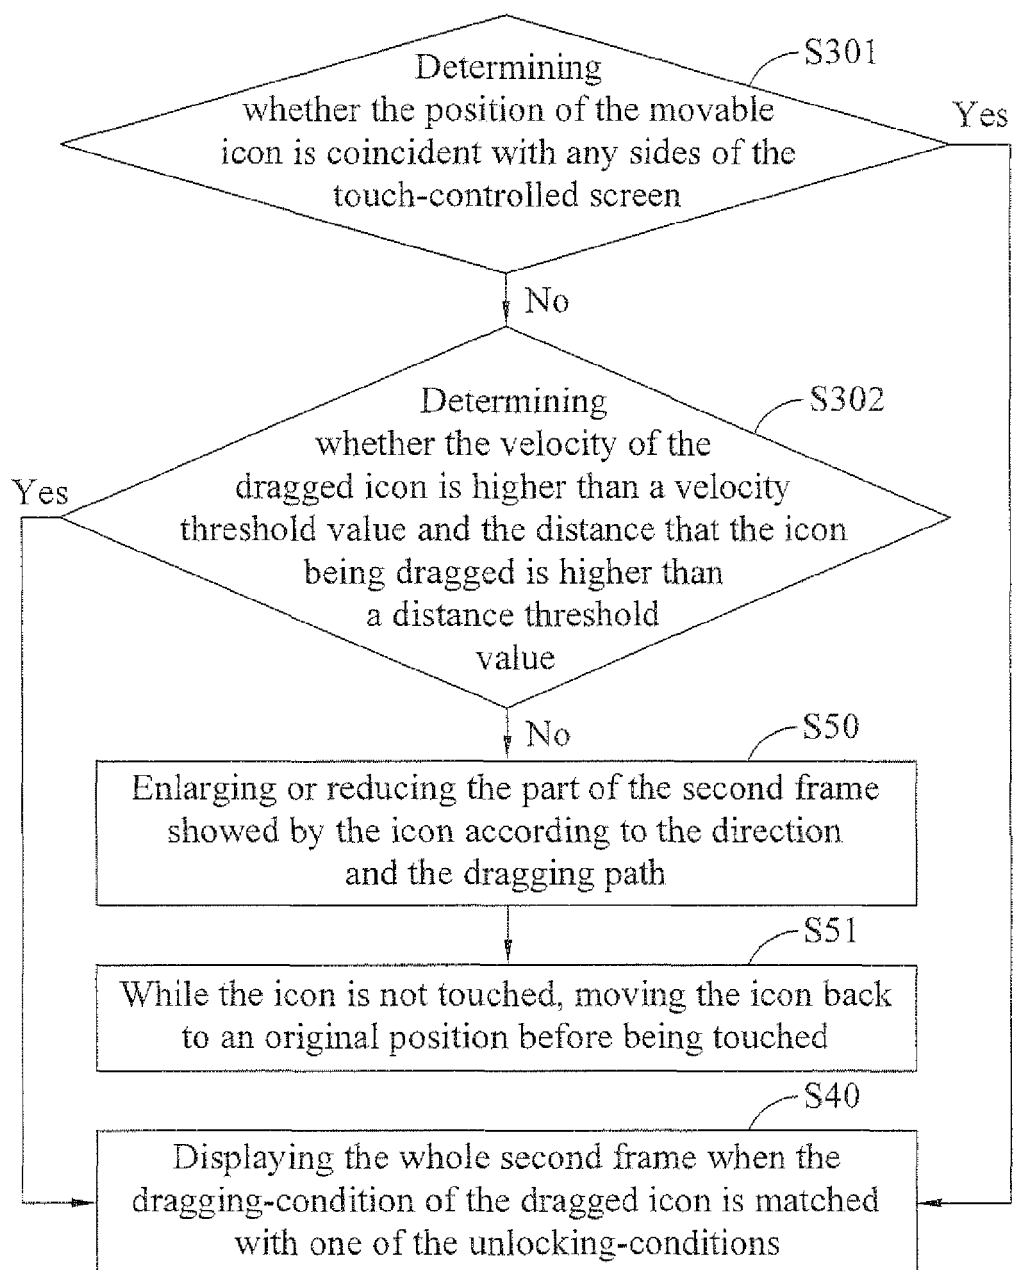 S301
Determining
whether the position of the movable
icon is coincident with any sides of the
touch-controlled screen
Yes
No
S302
Determining
whether the velocity of the
dragged icon is higher than a velocity
threshold value and the distance that the icon
being dragged is higher than
a distance threshold
value
Yes
No
S50
Enlarging or reducing the part of the second frame
showed by the icon according to the direction
and the dragging path
S51
While the icon is not touched, moving the icon back
to an original position before being touched
S40
Displaying the whole second frame when the
dragging-condition of the dragged icon is matched
with one of the unlocking-conditions